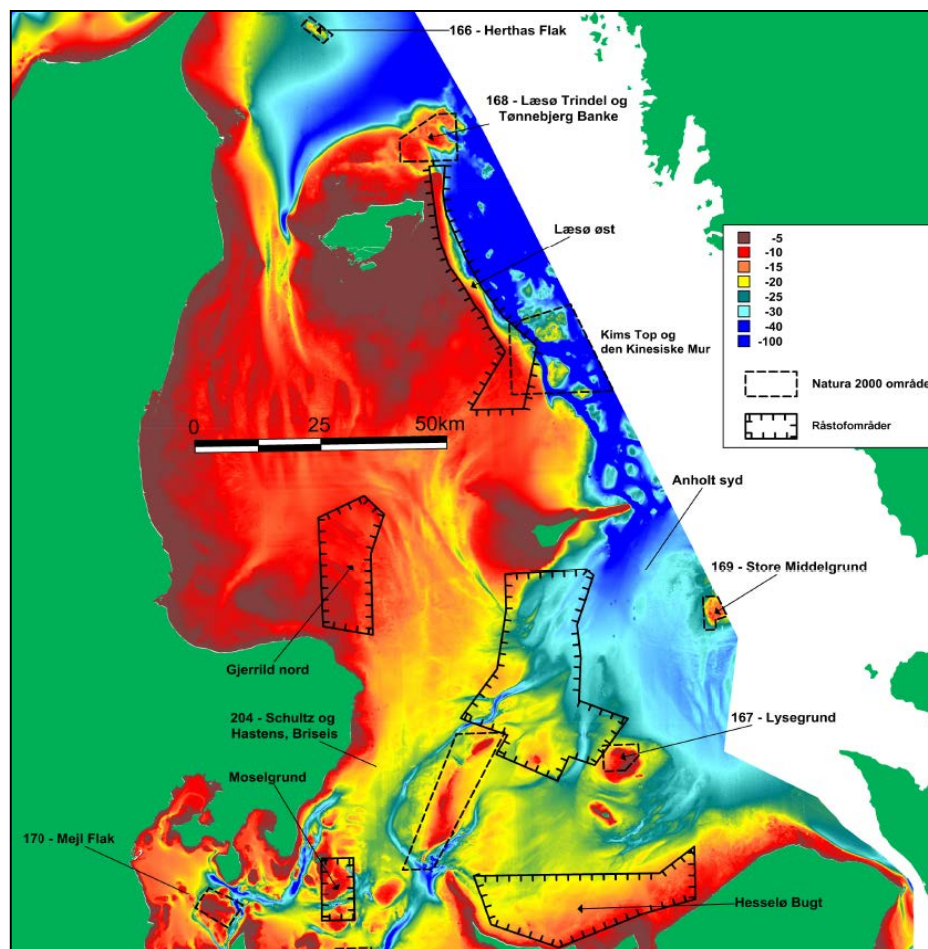 166 - Herthas Flak
168 - Læsø Trindel og
Tønnebjerg Banke
Læsø øst
-5
-10
-15
-20
-25
-30
-40
-100
Natura 2000 område
Råstofområder
Kims Top og
den Kinesiske Mur
0
25
50km
Anholt syd
169 - Store Middelgrund
Gjerrild nord
204 - Schultz og
Hastens, Briseis
167 - Lysegrund
Moselgrund
170 - Mejl Flak
Hesselø Bugt